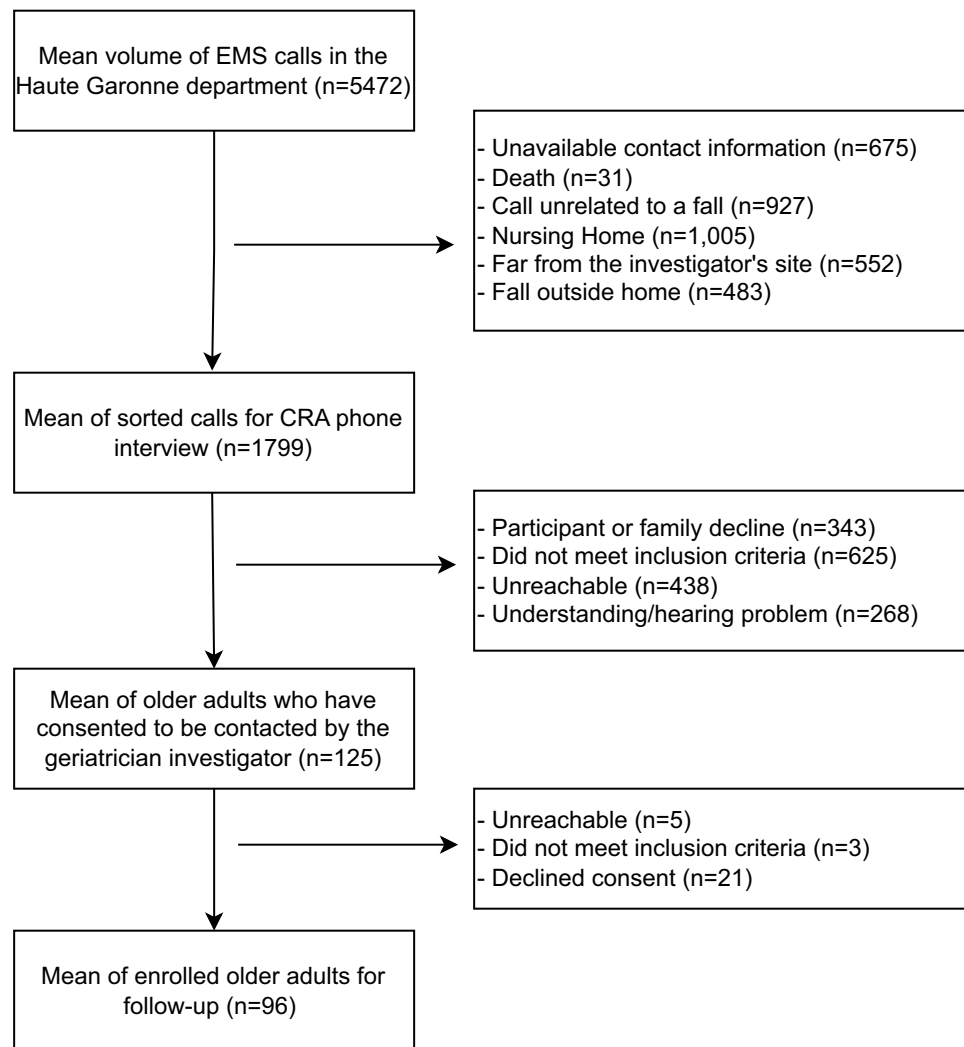 Mean volume of EMS calls in the
Haute Garonne department (n=5472)
- Unavailable contact information (n=675)
- Death (n=31)
- Call unrelated to a fall (n=927)
- Nursing Home (n=1,005)
- Far from the investigator's site (n=552)
- Fall outside home (n=483)
Mean of sorted calls for CRA phone
interview (n=1799)
- Participant or family decline (n=343)
- Did not meet inclusion criteria (n=625)
- Unreachable (n=438)
- Understanding/hearing problem (n=268)
Mean of older adults who have
consented to be contacted by the
geriatrician investigator (n=125)
- Unreachable (n=5)
- Did not meet inclusion criteria (n=3)
- Declined consent (n=21)
Mean of enrolled older adults for
follow-up (n=96)